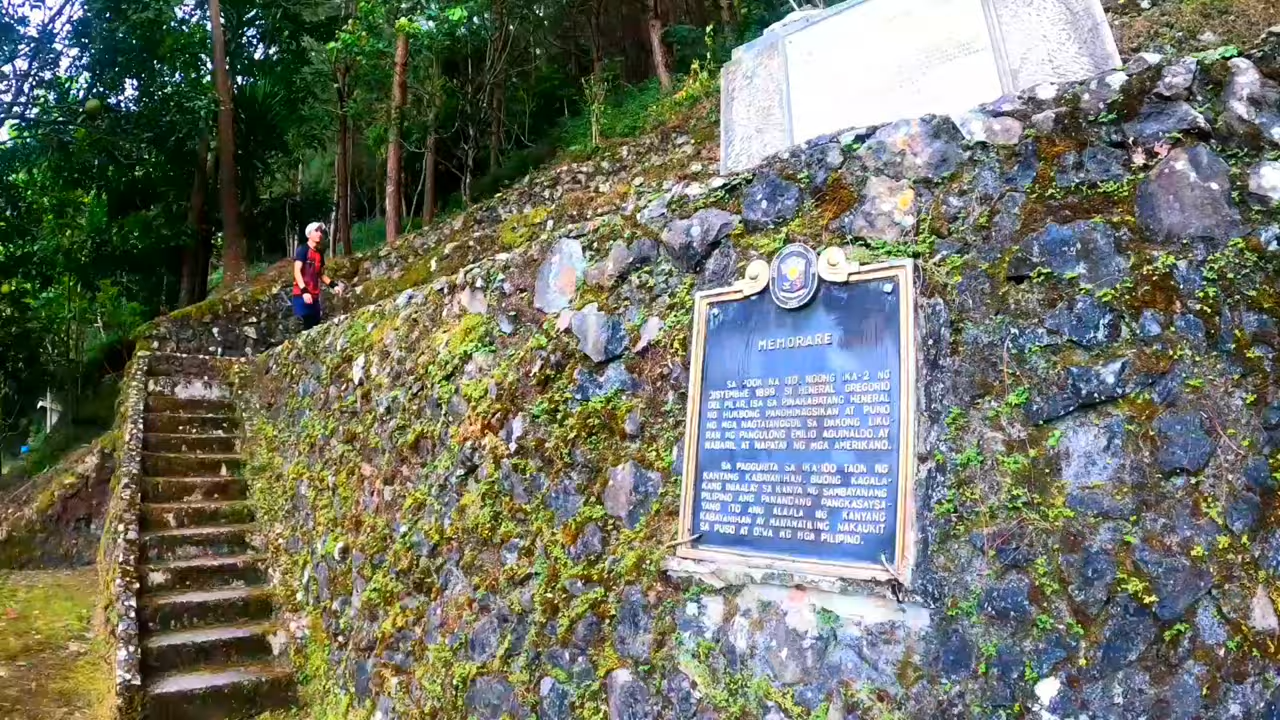 MEMORARE
SA POOK NA ITO, NOONG IKA-2 NG
DISYEMBRE 1899, SI HENERAL GREGORIO
DEL PILAR, ISA SA PINAKABATANG HENERAL
NG HUKBONG PANGHIMAGSIKAN AT PUNO
NG MGA NAGTATANGGOL SA DAKONG LIKU
RAN NG PANGULONG EMILIO AGUINALDO, AY
NABARIL AT NAPATAY NG MGA AMERIKANO.
SA PAGGUNITA SA IKA-100 TAON NG
KANYANG KABAYANIHAN, BUONG KAGALA-
KANG INAALAY SA KANYA NG SAMBAYANANG
PILIPINO ANG PANANDANG PANGKASAYSA-
YANG ITO ANG ALAALA NG KANYANG
KABAYANIHAN AY MANANATILING NAKAUKIT
SA PUSO AT DIWA NG MGA PILIPINO.